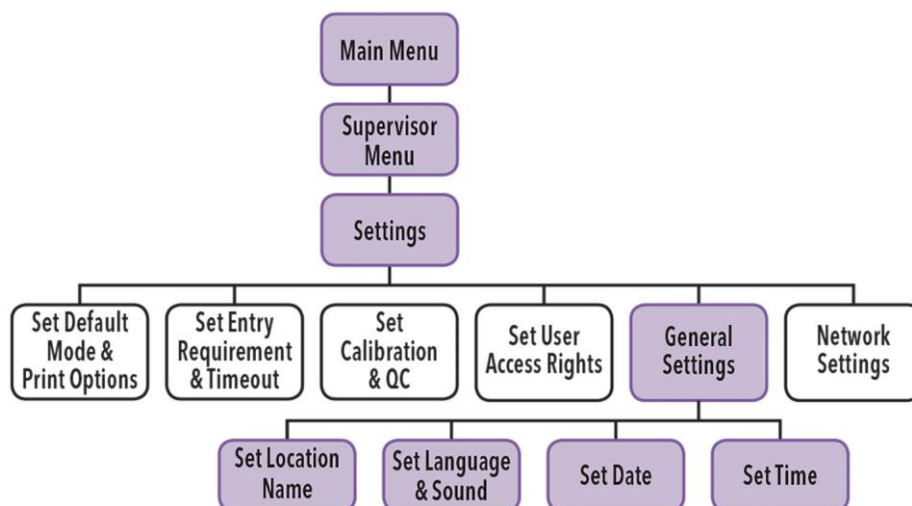 Main Menu
Supervisor
Menu
Settings
Set Default
Mode &
Print Options
Set Entry
Requirement
& Timeout
Set
Calibration
& QC
Set User
Access Rights
General
Settings
Network
Settings
Set Location
Name
Set Language
& Sound
Set Date
Set Time